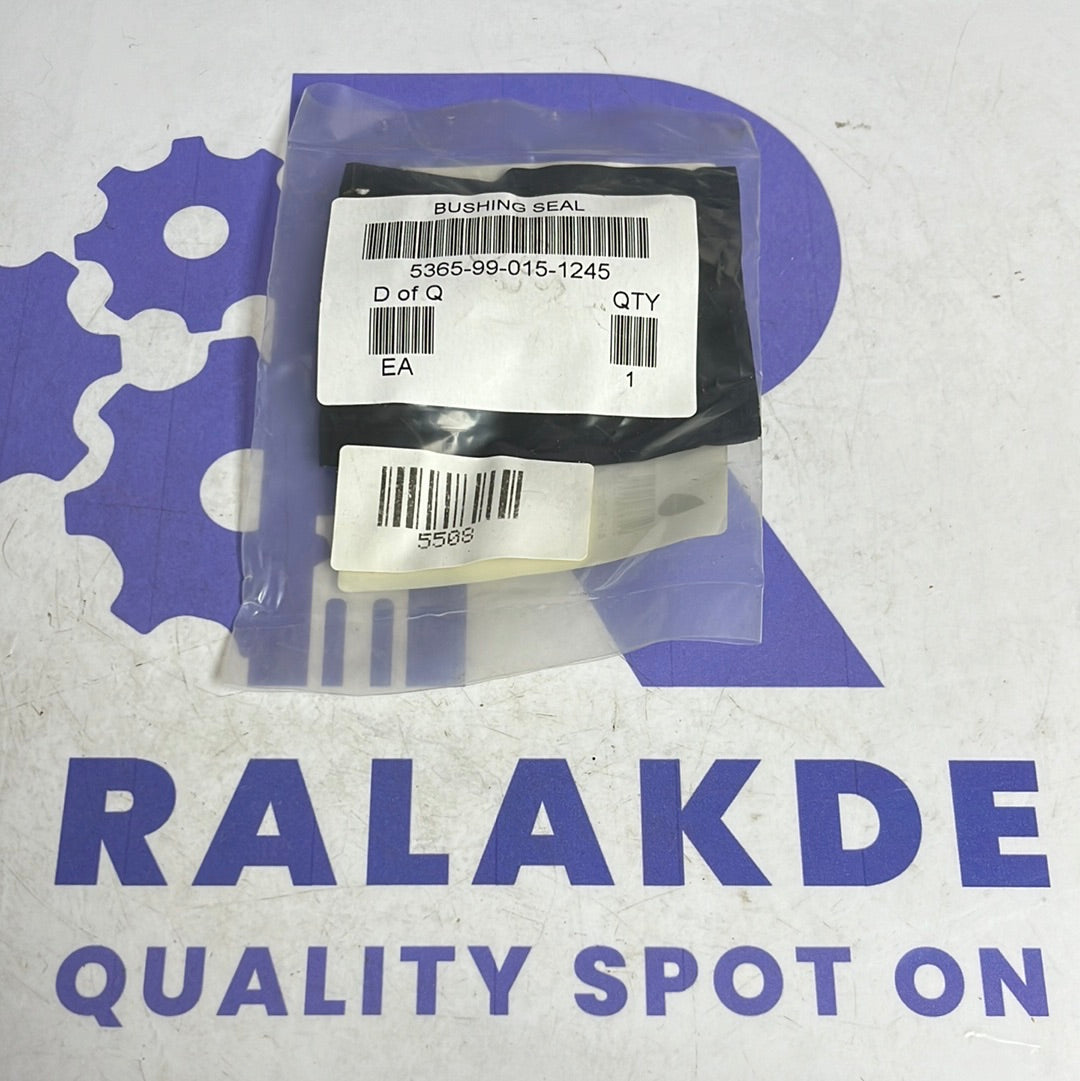 BUSHING SEAL
5365-99-015-1245
D of Q
QTY
EA
1
5508
RALAKDE
QUALITY SPOT ON